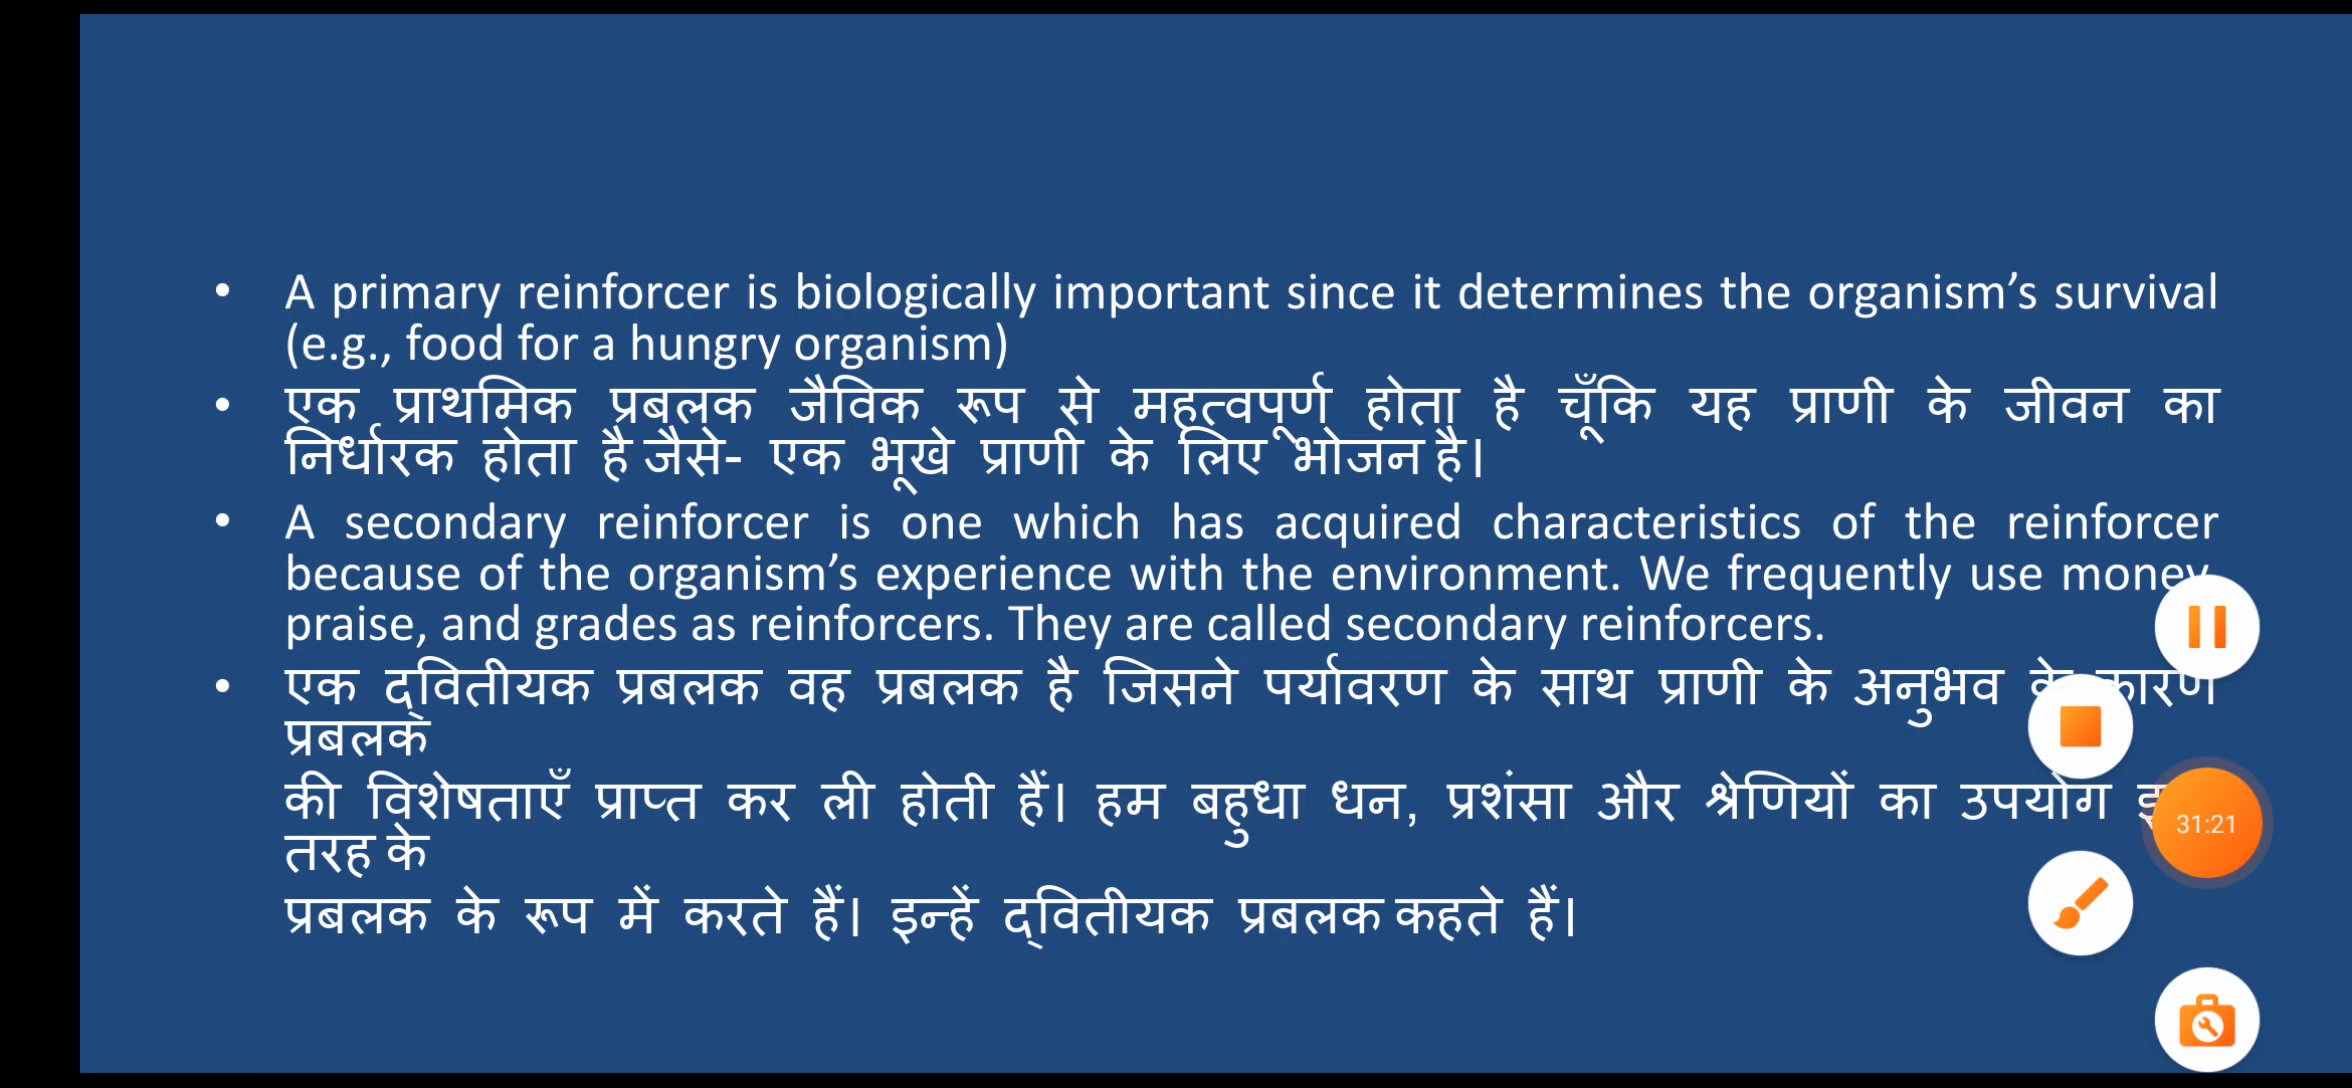 • A primary reinforcer is biologically important since it determines the organism’s survival
(e.g., food for a hungry organism)
• एक प्राथमिक प्रबलक जैविक रूप से महत्वपूर्ण होता है चूँकि यह प्राणी के जीवन का
निर्धारक होता है जैसे- एक भूखे प्राणी के लिए भोजन है।
• A secondary reinforcer is one which has acquired characteristics of the reinforcer
because of the organism’s experience with the environment. We frequently use money,
praise, and grades as reinforcers. They are called secondary reinforcers.
• एक द्वितीयक प्रबलक वह प्रबलक है जिसने पर्यावरण के साथ प्राणी के अनुभव के कारण
प्रबलक
की विशेषताएँ प्राप्त कर ली होती हैं। हम बहुधा धन, प्रशंसा और श्रेणियों का उपयोग
तरह के
प्रबलक के रूप में करते हैं। इन्हें द्वितीयक प्रबलक कहते हैं।
31:21